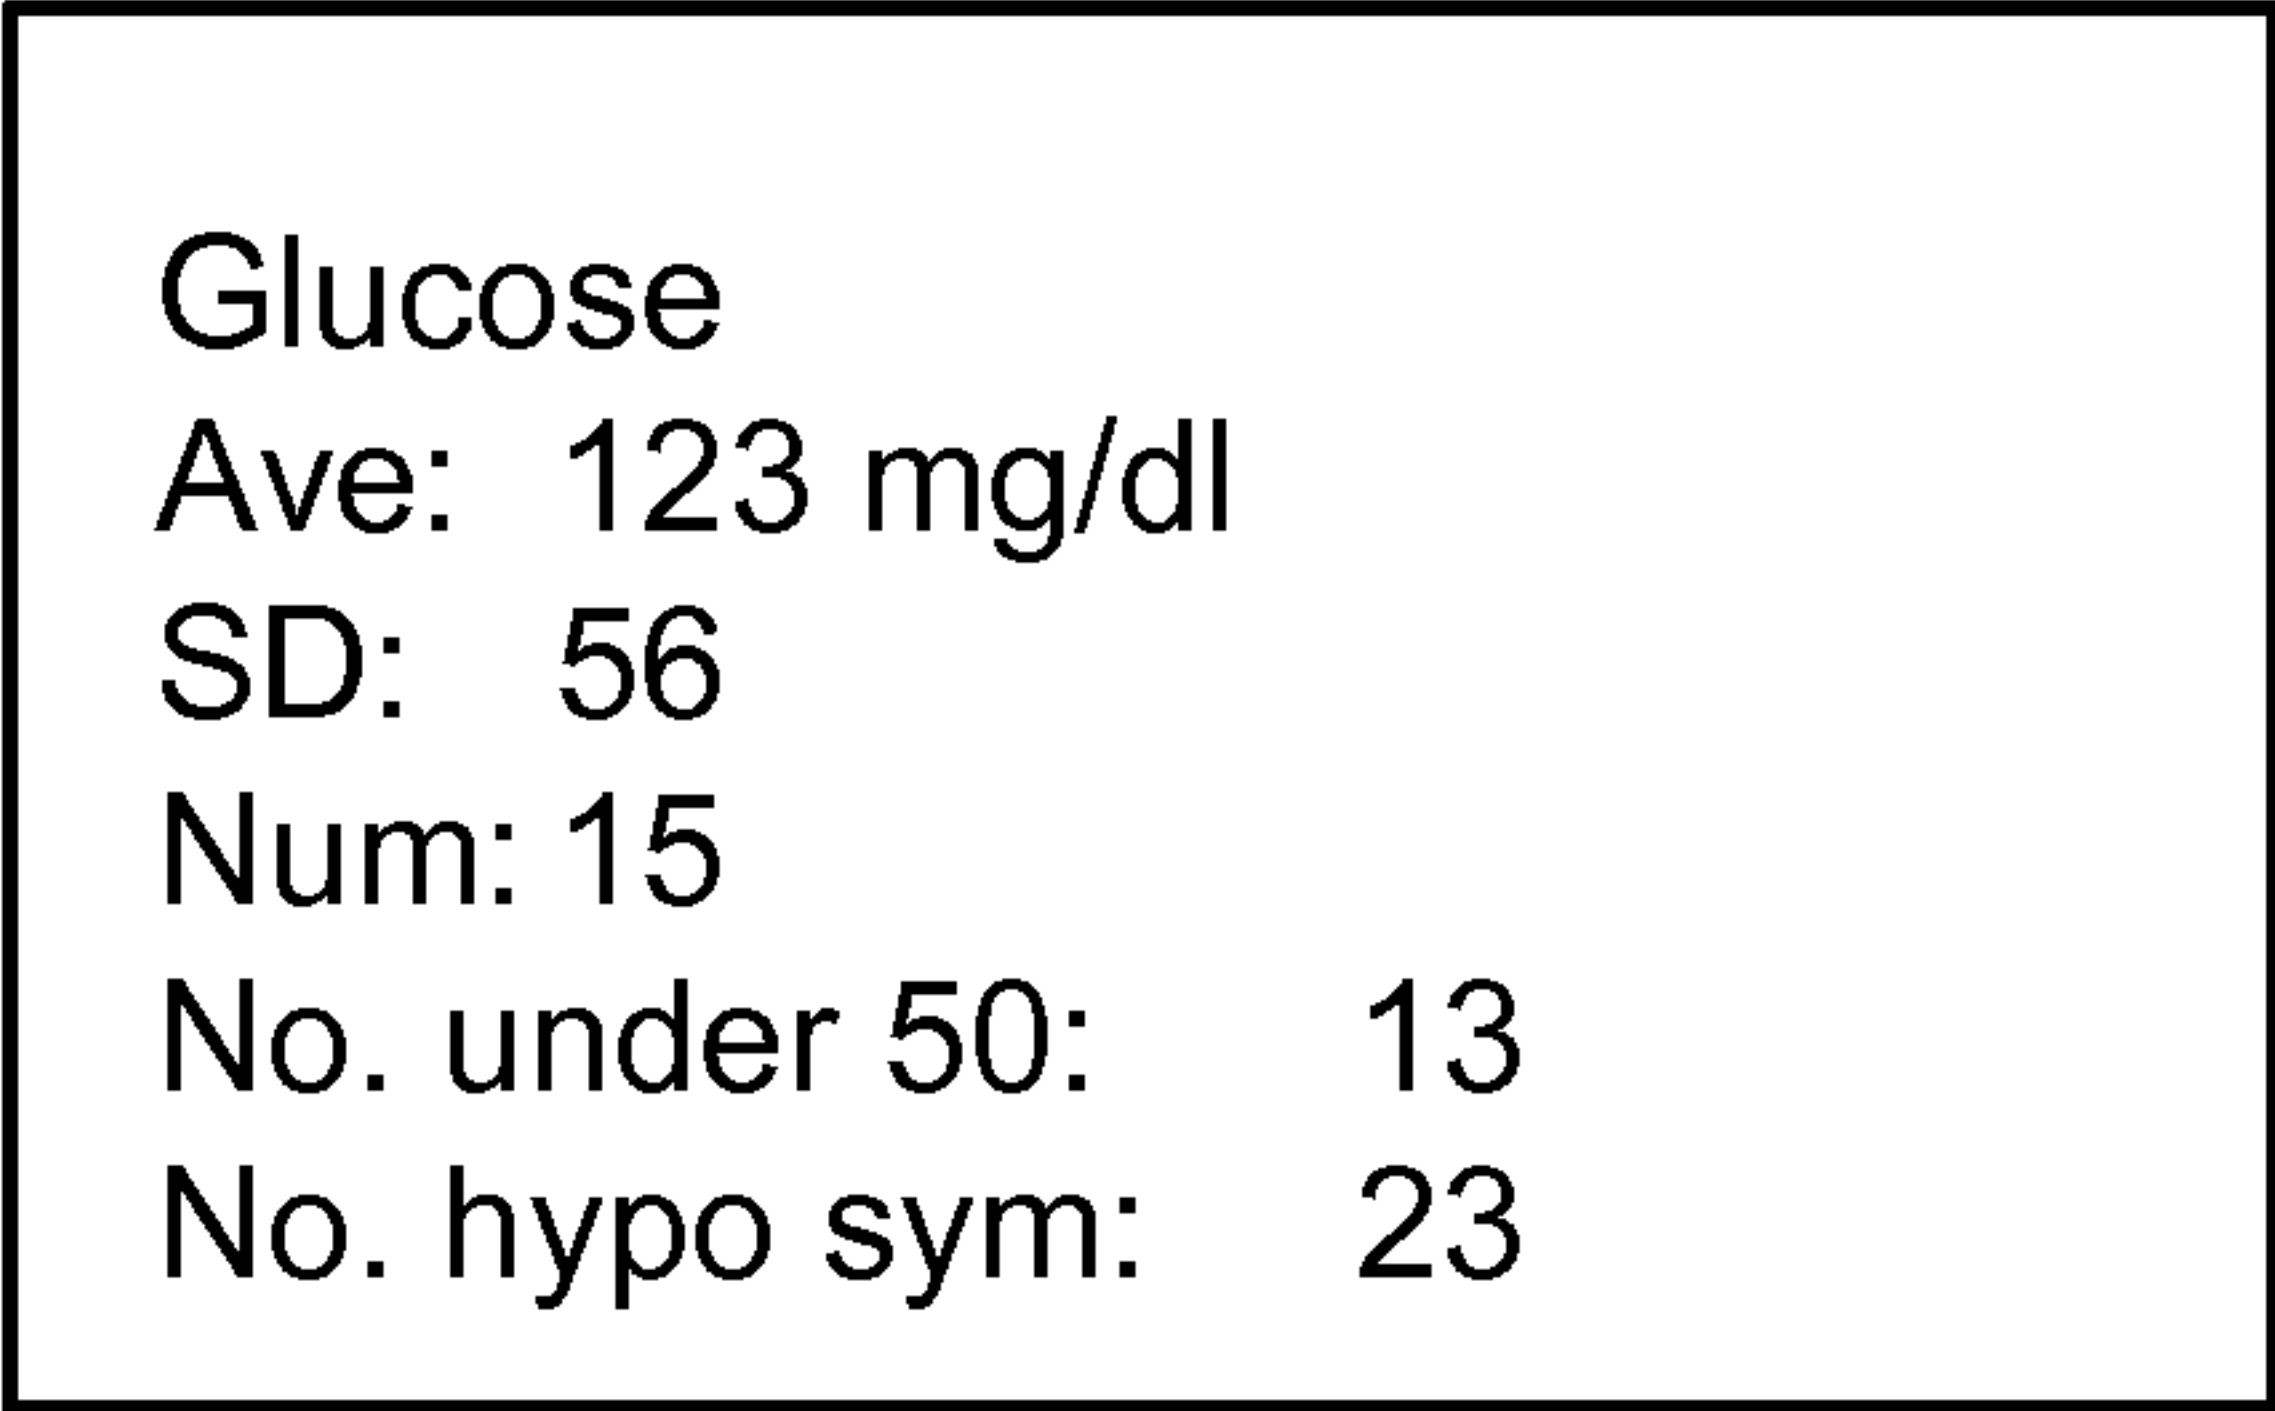 Glucose
Ave: 123 mg/dl
SD: 56
Num: 15
No. under 50: 13
No. hypo sym: 23